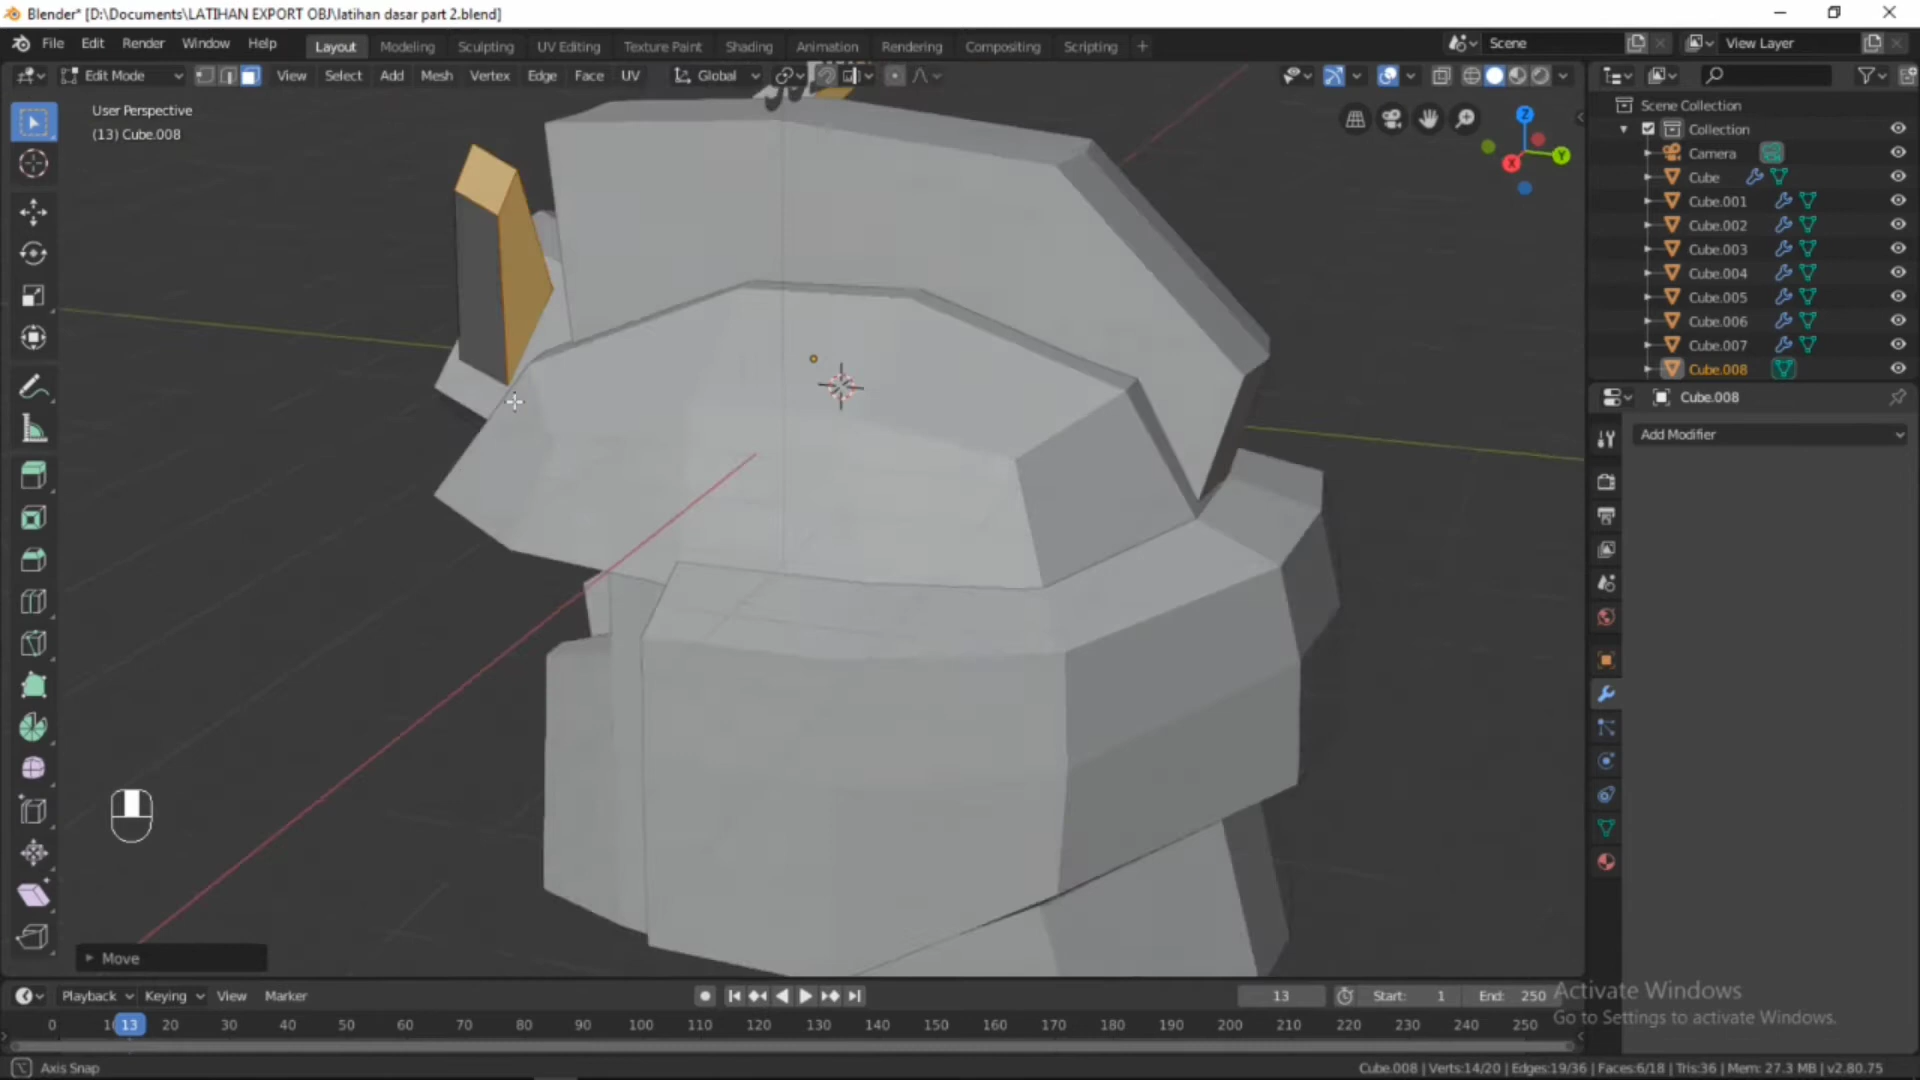 Blender* [D:\Documents\LATIHAN EXPORT OBJ\latihan dasar part 2.blend]
File Edit Render Window Help Layout Modeling Sculpting UV Editing Texture Paint Shading Animation Rendering Compositing Scripting + Scene View Layer
Edit Mode View Select Add Mesh Vertex Edge Face UV Global
User Perspective
(13) Cube.008
Z
Y
X
Scene Collection
Collection
Camera
Cube
Cube.001
Cube.002
Cube.003
Cube.004
Cube.005
Cube.006
Cube.007
Cube.008
Cube.008
Add Modifier
Move
Playback Keying View Marker 13 Start: 1 End: 250
0 10 13 20 30 40 50 60 70 80 90 100 110 120 130 140 150 160 170 180 190 200 210 220 230 240 250
Activate Windows
Go to Settings to activate Windows.
Axis Snap
Cube.008 | Verts:14/20 | Edges:19/36 | Faces:6/18 | Tris:36 | Mem: 27.3 MB | v2.80.75